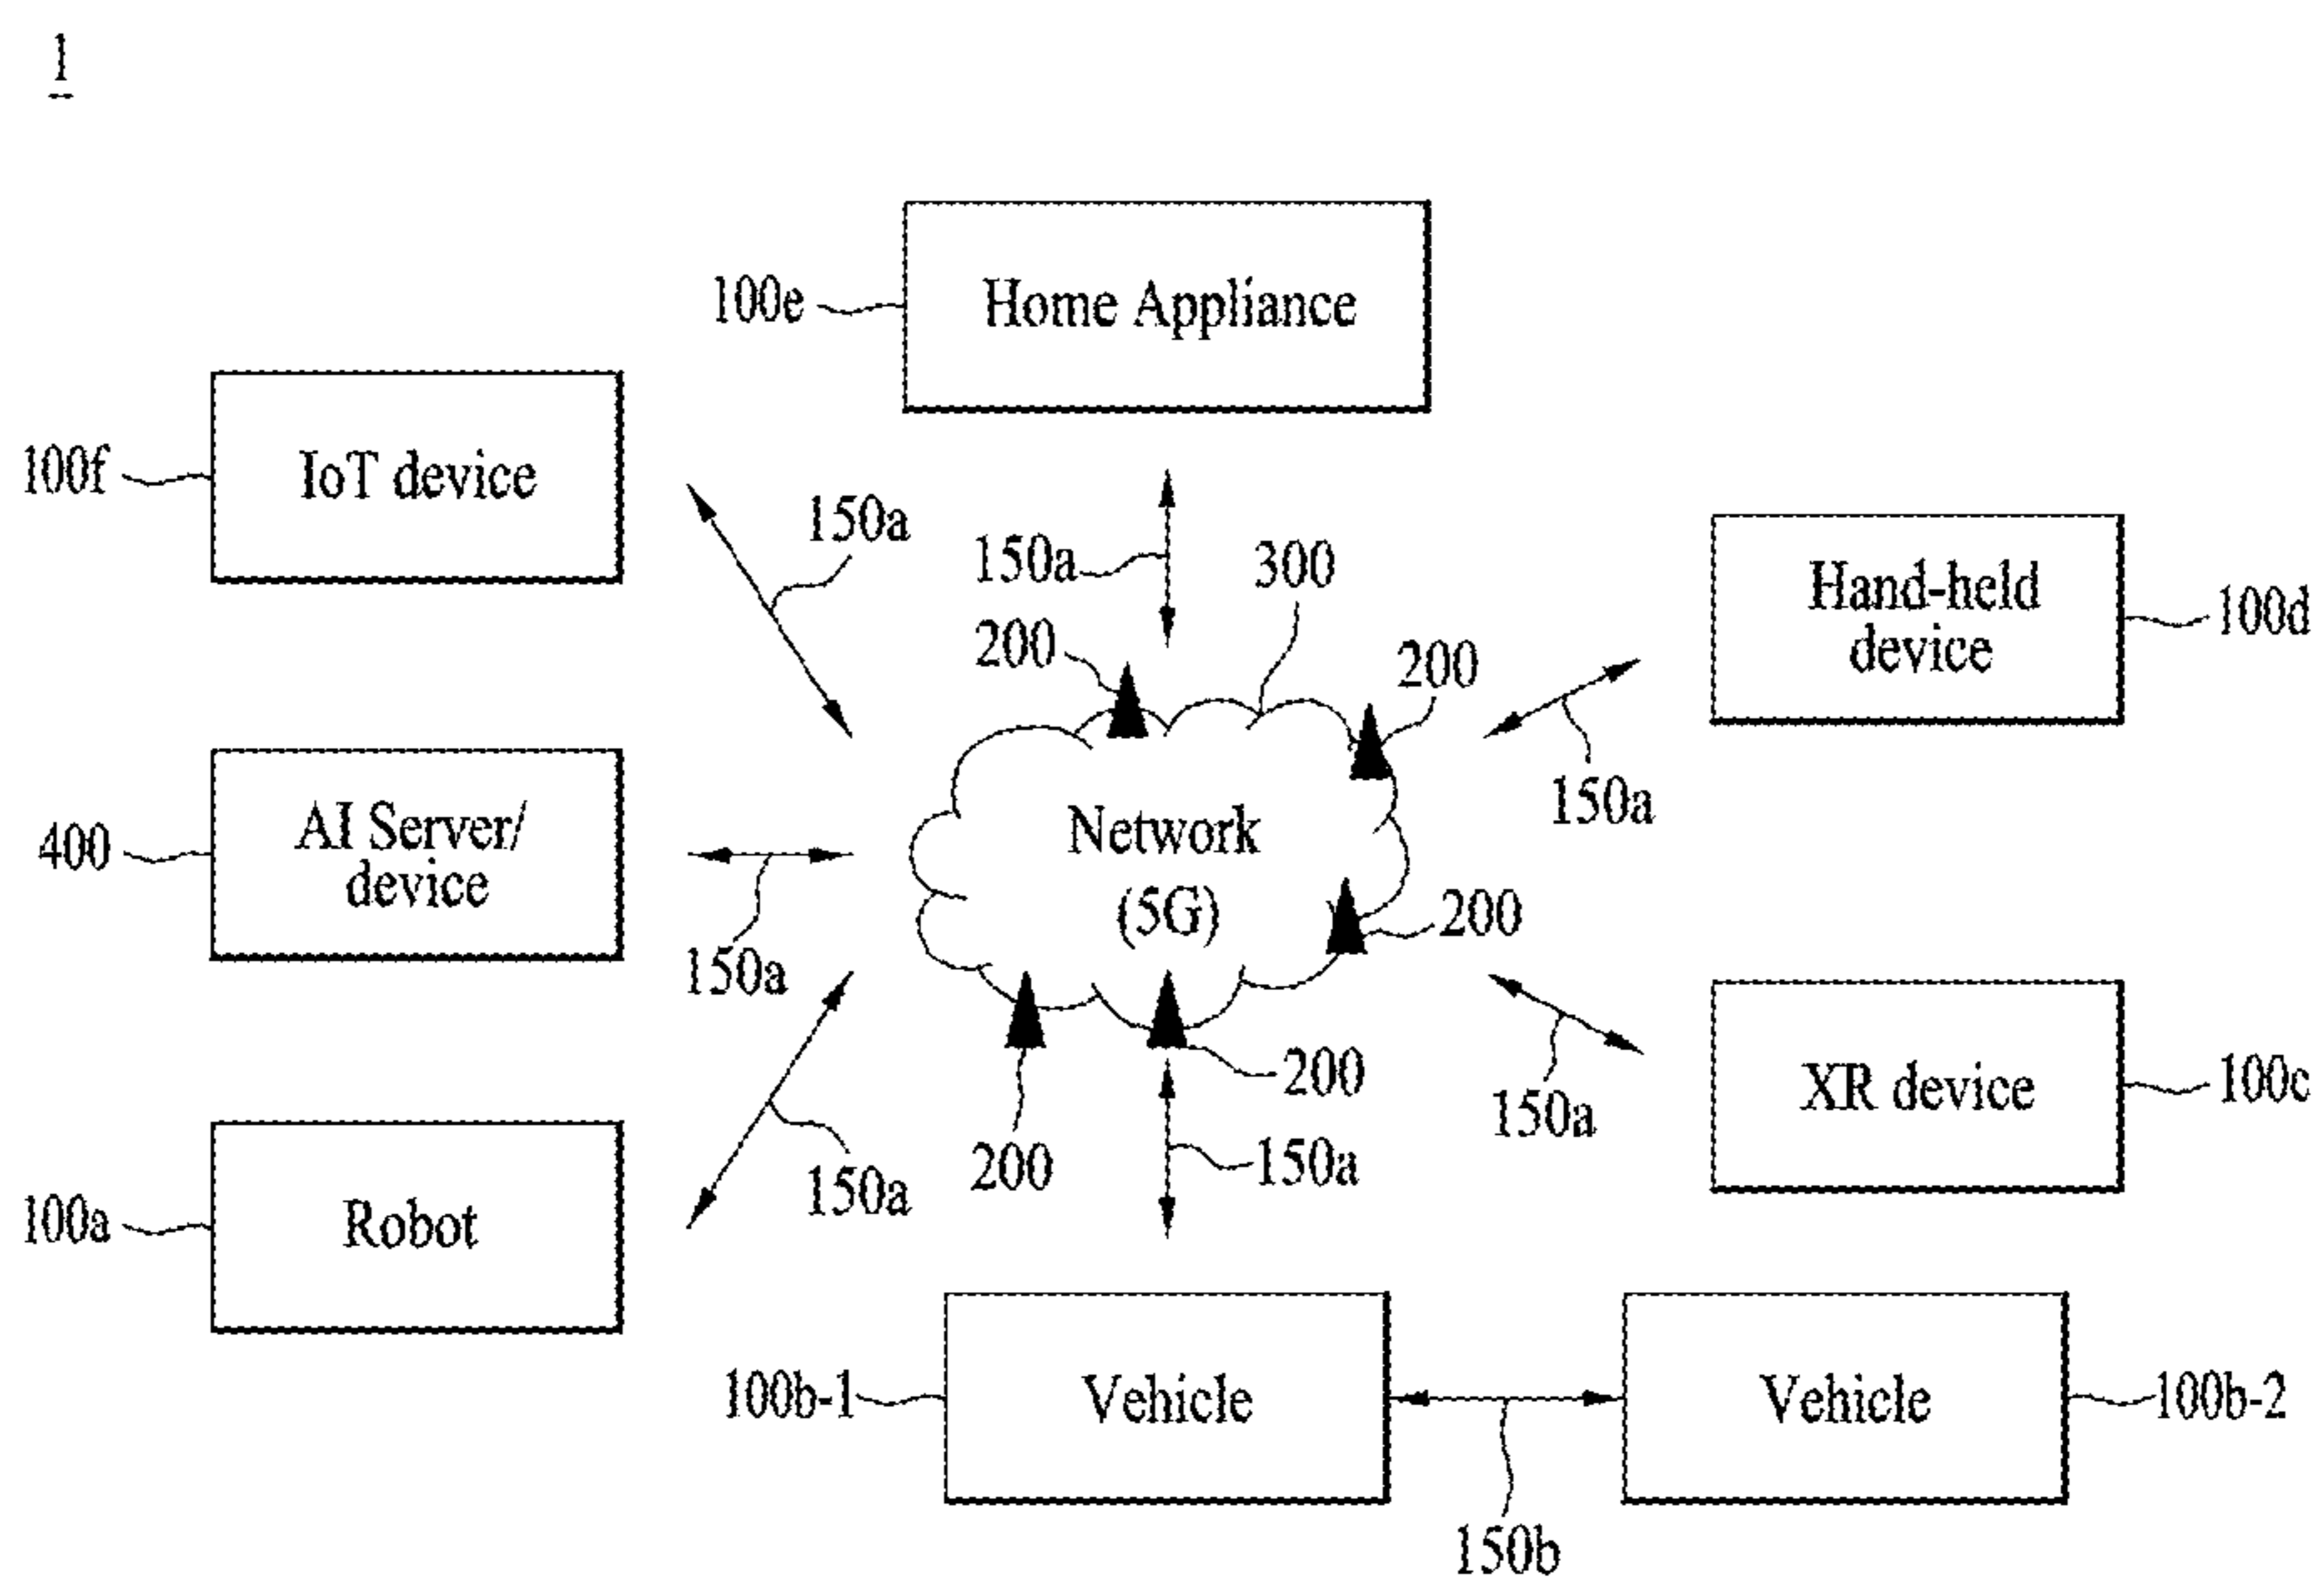 1
100e
Home Appliance
100f
IoT device
150a
150a
300
Hand-held
device
100d
200
200
150a
400
AI Server/
device
Network
(5G)
200
150a
200
200
150a
XR device
100c
150a
100a
Robot
150a
100b-1
Vehicle
Vehicle
100b-2
150b